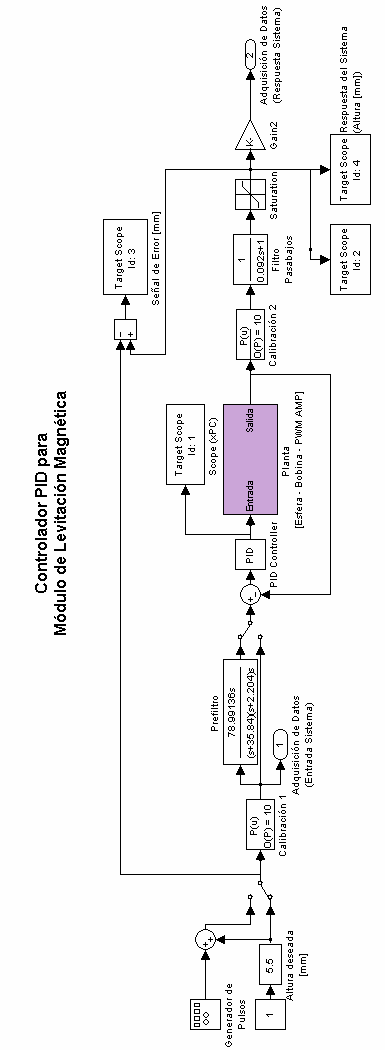 Controlador PID para
Módulo de Levitación Magnética
Generador de
Pulsos
1
5.5
Altura deseada
[mm]
P(u)
O(P) = 10
Calibración 1
1
Adquisición de Datos
(Entrada Sistema)
Prefiltro
78.99136s
(s+35.84)(s+2.204)s
PID
PID Controller
Target Scope
Id: 1
Scope (xPC)
Entrada
Salida
Planta
[Esfera - Bobina - PWM AMP]
P(u)
O(P) = 10
Calibración 2
1
0.092s+1
Filtro
Pasabajos
Saturation
Target Scope
Id: 3
Señal de Error [mm]
-K-
Gain2
2
Adquisición de Datos
(Respuesta Sistema)
Target Scope
Id: 2
Target Scope
Id: 4
Respuesta del Sistema
(Altura [mm])